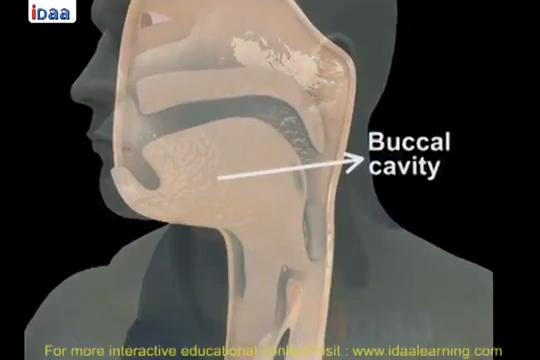 iDaa
Buccal
cavity
For more interactive educational content visit : www.idaalearning.com